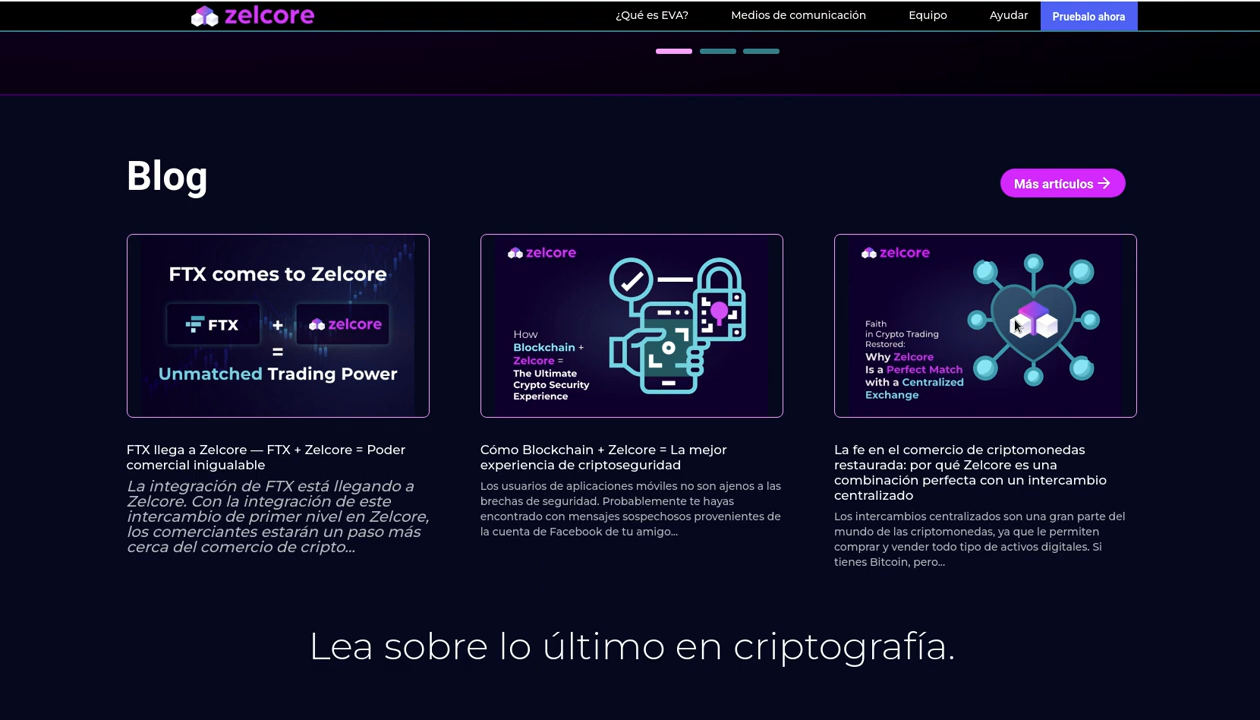 zelcore
¿Qué es EVA?
Medios de comunicación
Equipo
Ayudar
Pruebalo ahora
Blog
Más artículos
FTX comes to Zelcore
FTX + zelcore
=
Unmatched Trading Power
zelcore
How
Blockchain +
Zelcore =
The Ultimate
Crypto Security
Experience
zelcore
Faith
in Crypto Trading
Restored:
Why Zelcore
Is a Perfect Match
with a Centralized
Exchange
FTX llega a Zelcore — FTX + Zelcore = Poder
comercial inigualable
La integración de FTX está llegando a
Zelcore. Con la integración de este
intercambio de primer nivel en Zelcore,
los comerciantes estarán un paso más
cerca del comercio de cripto...
Cómo Blockchain + Zelcore = La mejor
experiencia de criptoseguridad
Los usuarios de aplicaciones móviles no son ajenos a las
brechas de seguridad. Probablemente te hayas
encontrado con mensajes sospechosos provenientes de
la cuenta de Facebook de tu amigo...
La fe en el comercio de criptomonedas
restaurada: por qué Zelcore es una
combinación perfecta con un intercambio
centralizado
Los intercambios centralizados son una gran parte del
mundo de las criptomonedas, ya que le permiten
comprar y vender todo tipo de activos digitales. Si
tienes Bitcoin, pero...
Lea sobre lo último en criptografía.